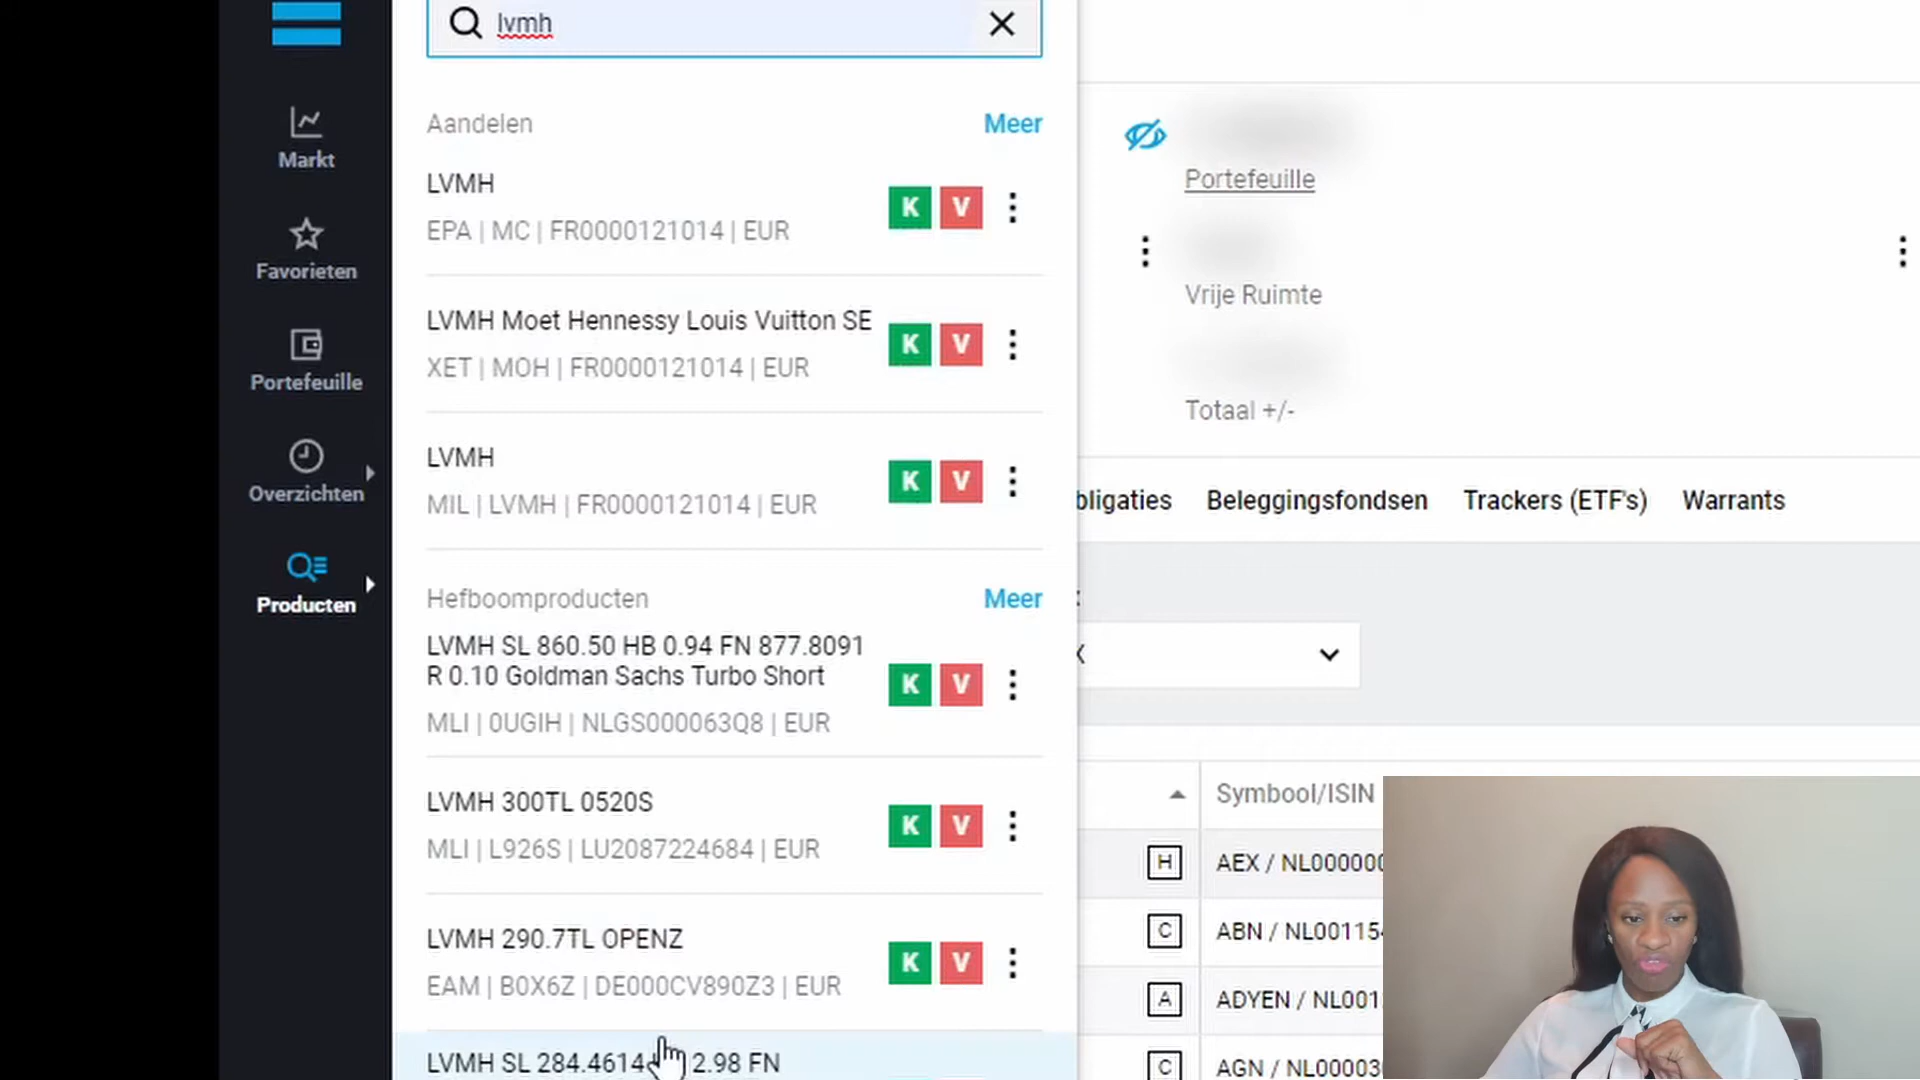 lvmh
Markt
Favorieten
Portefeuille
Overzichten
Producten
Aandelen Meer
LVMH
EPA | MC | FR0000121014 | EUR
K V
LVMH Moet Hennessy Louis Vuitton SE
XET | MOH | FR0000121014 | EUR
K V
LVMH
MIL | LVMH | FR0000121014 | EUR
K V
Hefboomproducten Meer
LVMH SL 860.50 HB 0.94 FN 877.8091
R 0.10 Goldman Sachs Turbo Short
MLI | 0UGIH | NLGS000063Q8 | EUR
K V
LVMH 300TL 0520S
MLI | L926S | LU2087224684 | EUR
K V
LVMH 290.7TL OPENZ
EAM | B0X6Z | DE000CV890Z3 | EUR
K V
LVMH SL 284.4614 2.98 FN
Portefeuille
Vrije Ruimte
Totaal +/-
bligaties Beleggingsfondsen Trackers (ETF's) Warrants
X
Symbool/ISIN
H AEX / NL000000
C ABN / NL00115
A ADYEN / NL001
C AGN / NL00003